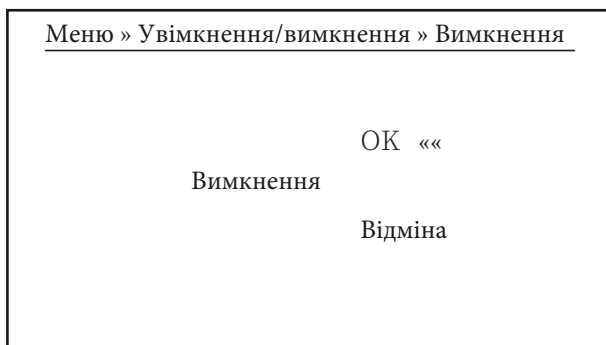 Меню » Увімкнення/вимкнення » Вимкнення
OK ««
Вимкнення
Відміна